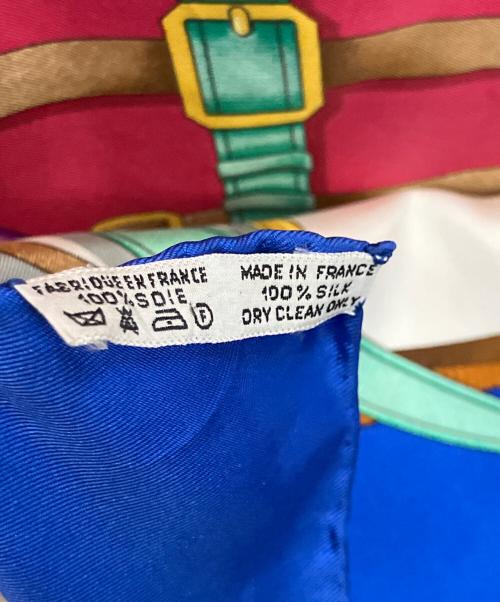 FABRIQUE EN FRANCE
100% SOIE
F
MADE IN FRANCE
100% SILK
DRY CLEAN ONLY